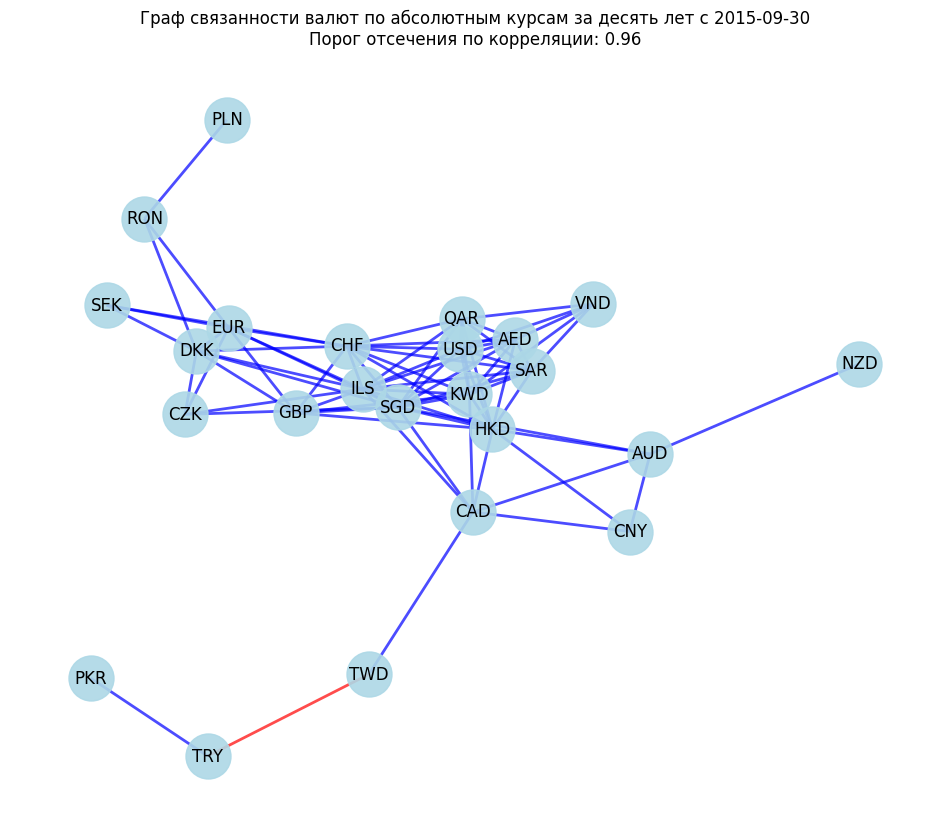 Граф связанности валют по абсолютным курсам за десять лет с 2015-09-30
Порог отсечения по корреляции: 0.96
PLN
RON
SEK
EUR
DKK
CZK
GBP
CHF
ILS
SGD
QAR
USD
AED
SAR
KWD
HKD
VND
NZD
AUD
CAD
CNY
TWD
PKR
TRY